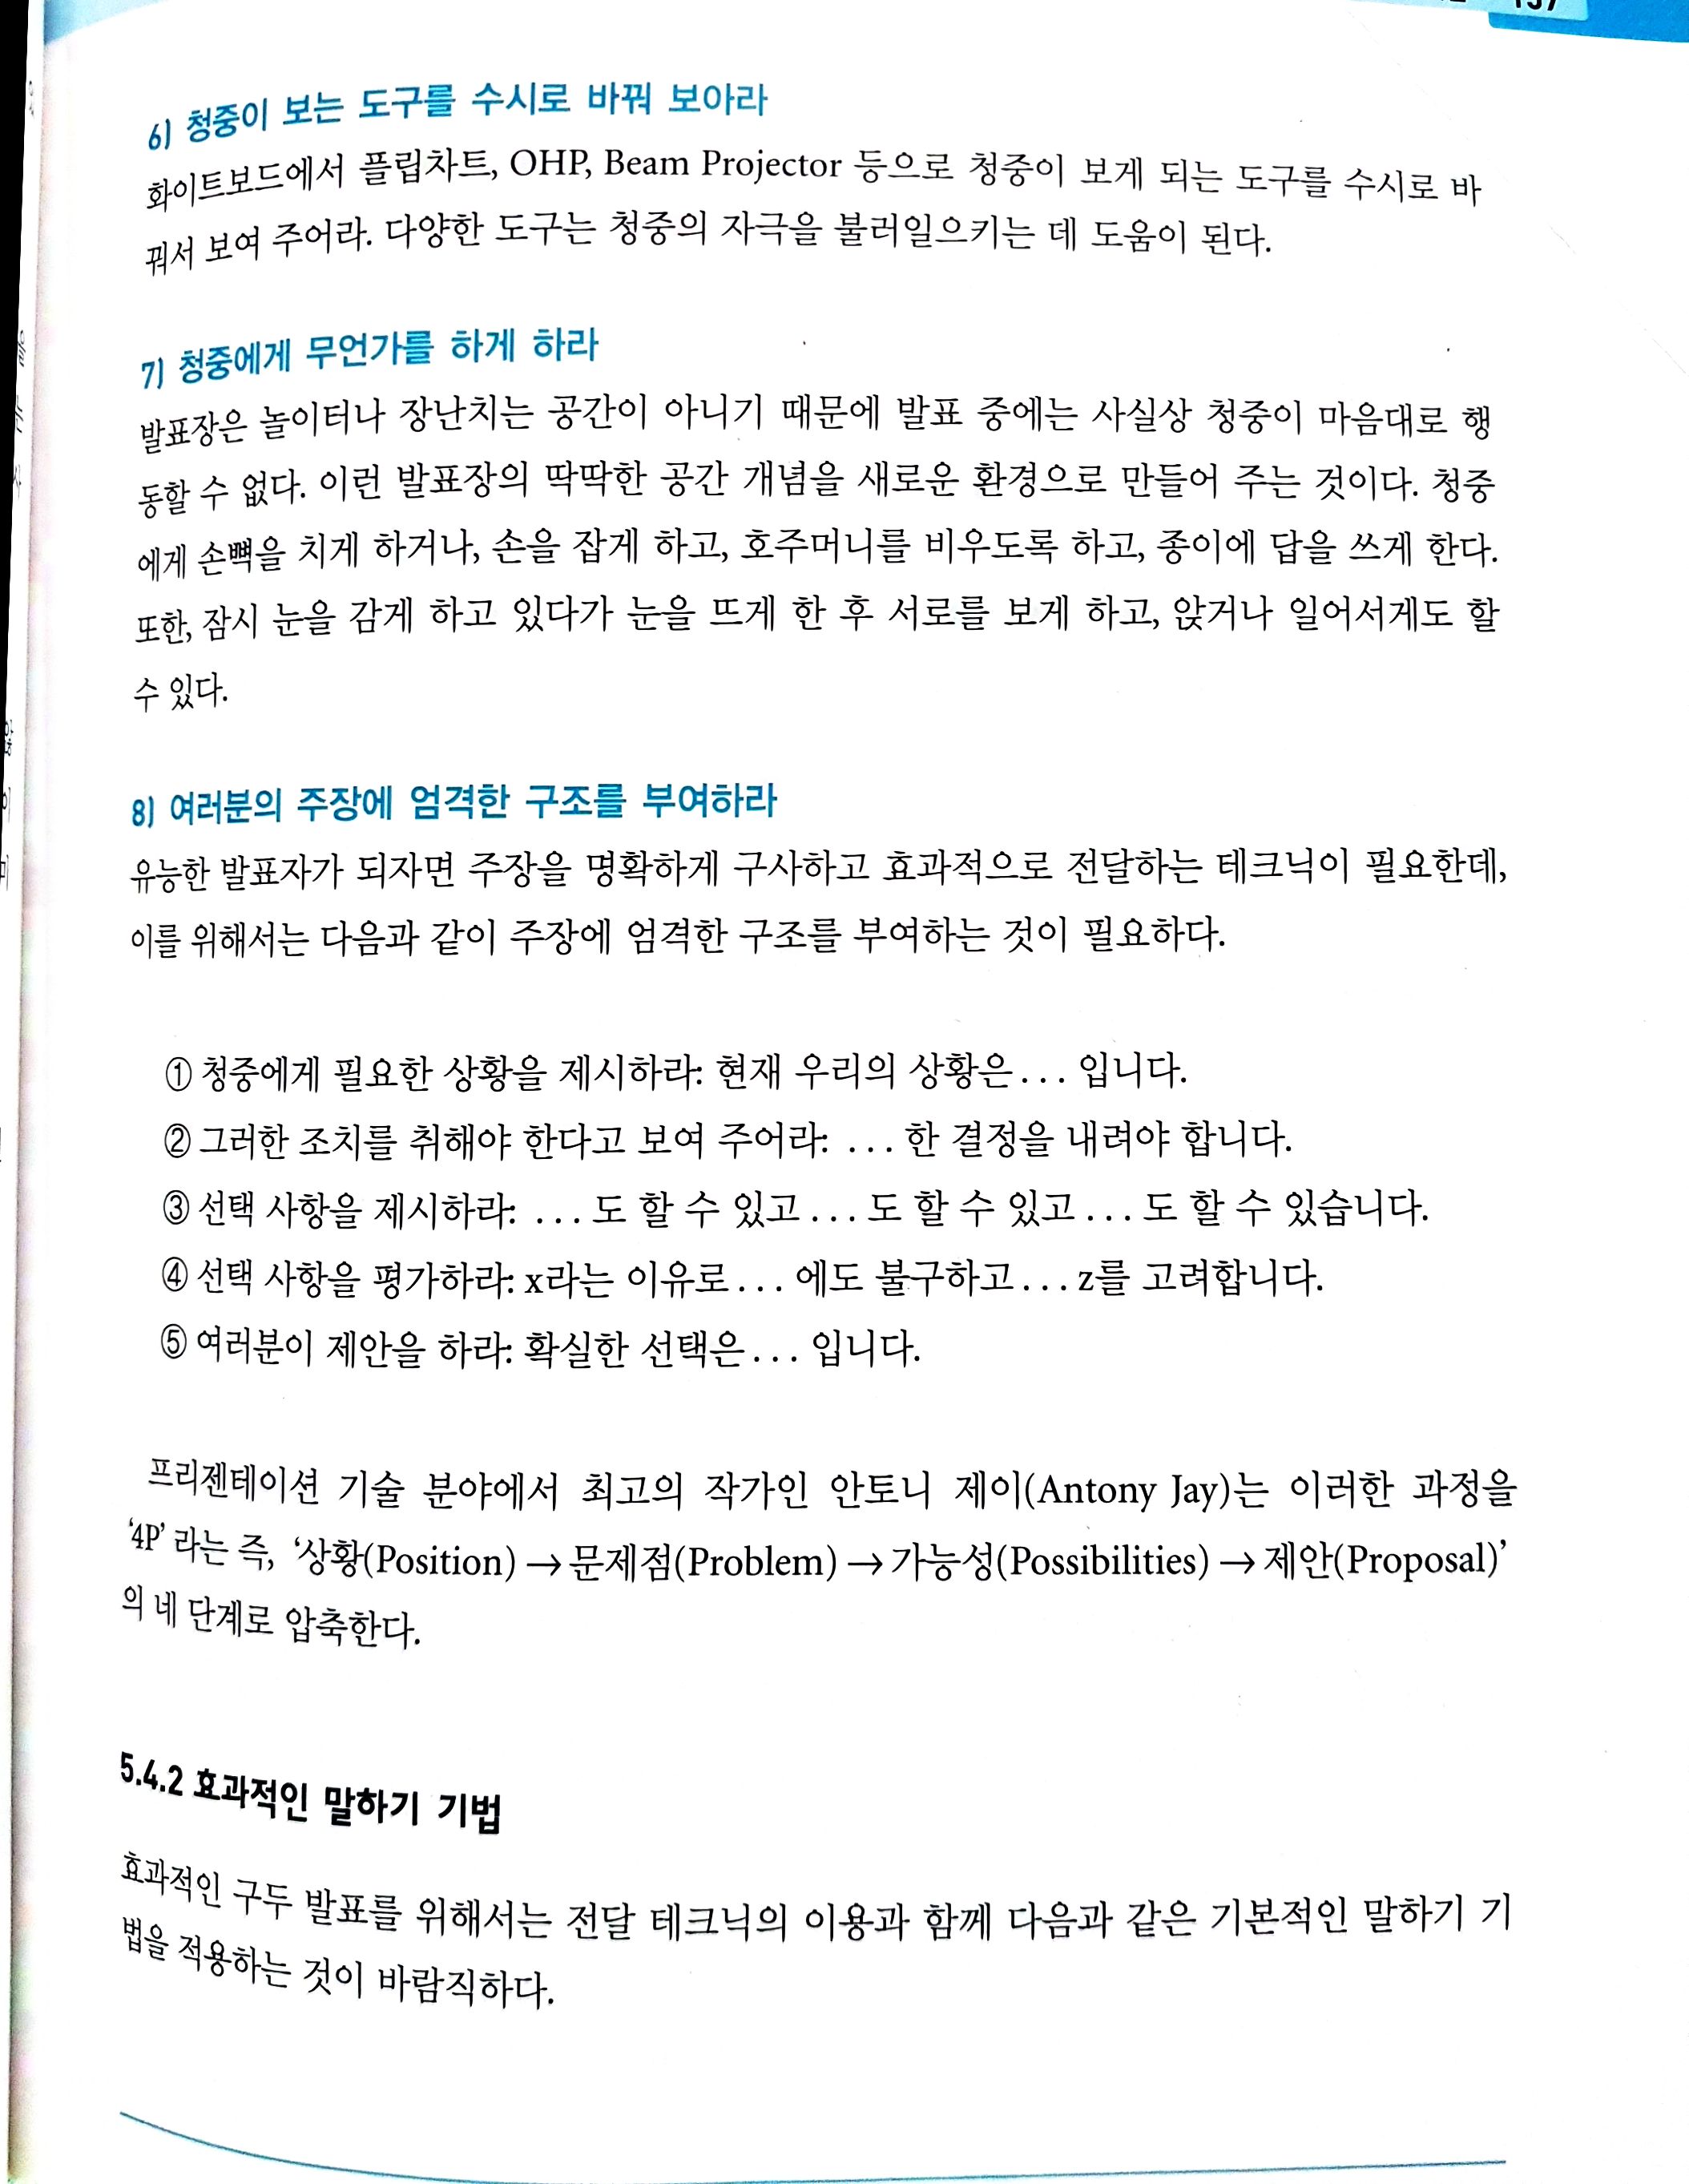 6) 청중이 보는 도구를 수시로 바꿔 보아라
화이트보드에서 플립차트, OHP, Beam Projector 등으로 청중이 보게 되는 도구를 수시로 바
꿔서 보여 주어라. 다양한 도구는 청중의 자극을 불러일으키는 데 도움이 된다.
7) 청중에게 무언가를 하게 하라
발표장은 놀이터나 장난치는 공간이 아니기 때문에 발표 중에는 사실상 청중이 마음대로 행
동할 수 없다. 이런 발표장의 딱딱한 공간 개념을 새로운 환경으로 만들어 주는 것이다. 청중
에게 손뼉을 치게 하거나, 손을 잡게 하고, 호주머니를 비우도록 하고, 종이에 답을 쓰게 한다.
또한, 잠시 눈을 감게 하고 있다가 눈을 뜨게 한 후 서로를 보게 하고, 앉거나 일어서게도 할
수 있다.
8) 여러분의 주장에 엄격한 구조를 부여하라
유능한 발표자가 되자면 주장을 명확하게 구사하고 효과적으로 전달하는 테크닉이 필요한데,
이를 위해서는 다음과 같이 주장에 엄격한 구조를 부여하는 것이 필요하다.
① 청중에게 필요한 상황을 제시하라: 현재 우리의 상황은... 입니다.
② 그러한 조치를 취해야 한다고 보여 주어라: ...한 결정을 내려야 합니다.
③ 선택 사항을 제시하라: ...도 할 수 있고...도 할 수 있고...도 할 수 있습니다.
④ 선택 사항을 평가하라: x라는 이유로... 에도 불구하고...z를 고려합니다.
⑤ 여러분이 제안을 하라: 확실한 선택은... 입니다.
프리젠테이션 기술 분야에서 최고의 작가인 안토니 제이(Antony Jay)는 이러한 과정을
‘4P’ 라는 즉, ‘상황(Position) → 문제점(Problem) → 가능성(Possibilities) → 제안(Proposal)’
의 네 단계로 압축한다.
5.4.2 효과적인 말하기 기법
효과적인 구두 발표를 위해서는 전달 테크닉의 이용과 함께 다음과 같은 기본적인 말하기 기
법을 적용하는 것이 바람직하다.